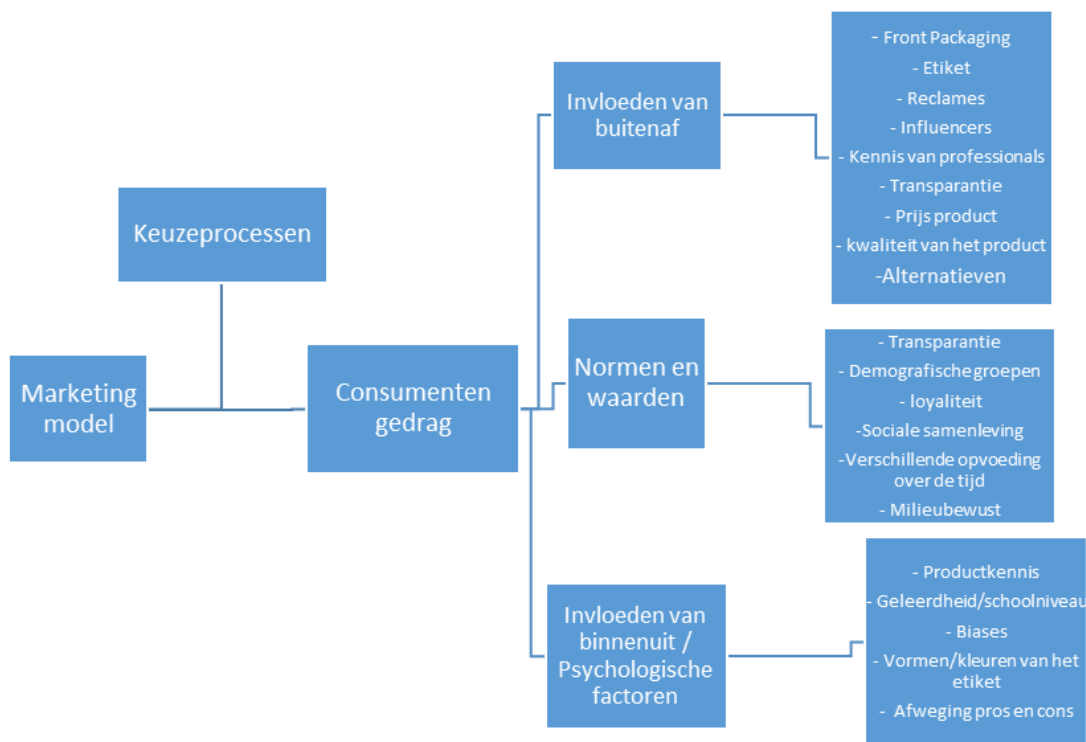 Marketing
model
Keuzeprocessen
Consumenten
gedrag
Invloeden van
buitenaf
- Front Packaging
- Etiket
- Reclames
- Influencers
- Kennis van professionals
- Transparantie
- Prijs product
- kwaliteit van het product
-Alternatieven
Normen en
waarden
- Transparantie
- Demografische groepen
- loyaliteit
-Sociale samenleving
-Verschillende opvoeding
over de tijd
- Milieubewust
Invloeden van
binnenuit /
Psychologische
factoren
- Productkennis
- Geleerdheid/schoolniveau
- Biases
- Vormen/kleuren van het
etiket
- Afweging pros en cons